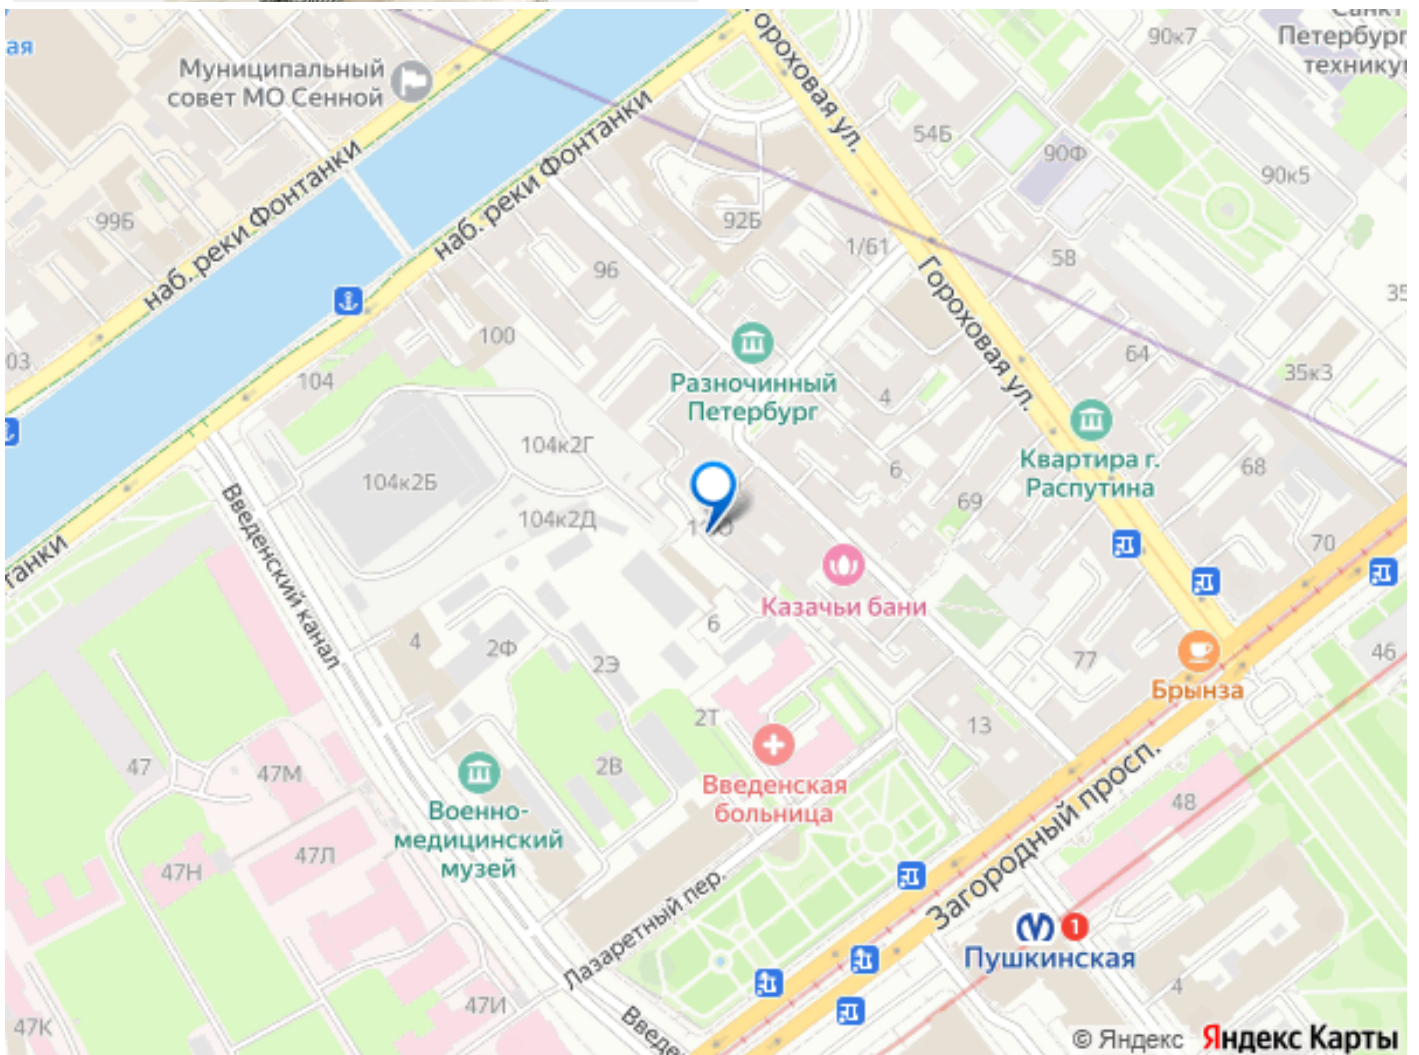 ая
Муниципальный
совет МО Сенной
Гороховая ул.
90к7
Петербург
54Б
90Ф
90к5
наб. реки Фонтанки
наб. реки Фонтанки
99Б
92Б
1/61
58
96
Гороховая ул.
35
03
100
104
64
35к3
Разночинный
Петербург
4
Квартира г.
Распутина
104к2Г
104к2Б
6
68
69
104к2Д
70
Введенский канал
танки
Казачьи бани
6
4
2Ф
2Э
77
46
Брынза
2Т
13
47
47М
2В
Введенская
больница
Военно-
медицинский
музей
48
Загородный просп.
47Л
47Н
Лазаретный пер.
1
Пушкинская
4
47И
47К
Введе
© Яндекс Яндекс Карты